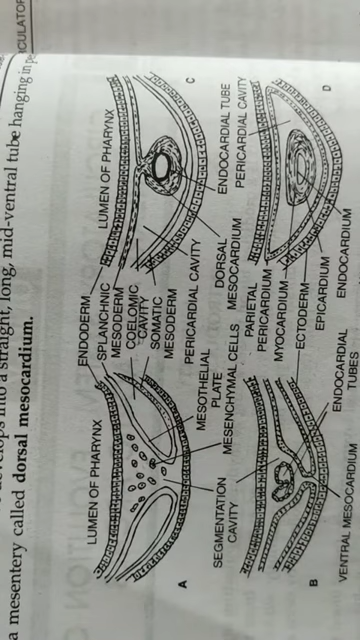 CULATOR
develops into a straight, long, mid-ventral tube hanging in
a mesentery called dorsal mesocardium.
LUMEN OF PHARYNX
ENDODERM
SPLANCHNIC
MESODERM
COELOMIC
CAVITY
SOMATIC
MESODERM
MESOTHELIAL
PLATE
MESENCHYMAL CELLS
A
LUMEN OF PHARYNX
PERICARDIAL CAVITY
DORSAL
MESOCARDIUM
ENDOCARDIAL TUBE
C
SEGMENTATION
CAVITY
VENTRAL MESOCARDIUM
ENDOCARDIAL
TUBES
B
PERICARDIAL CAVITY
PARIETAL
PERICARDIUM
MYOCARDIUM
ECTODERM
EPICARDIUM
ENDOCARDIUM
D